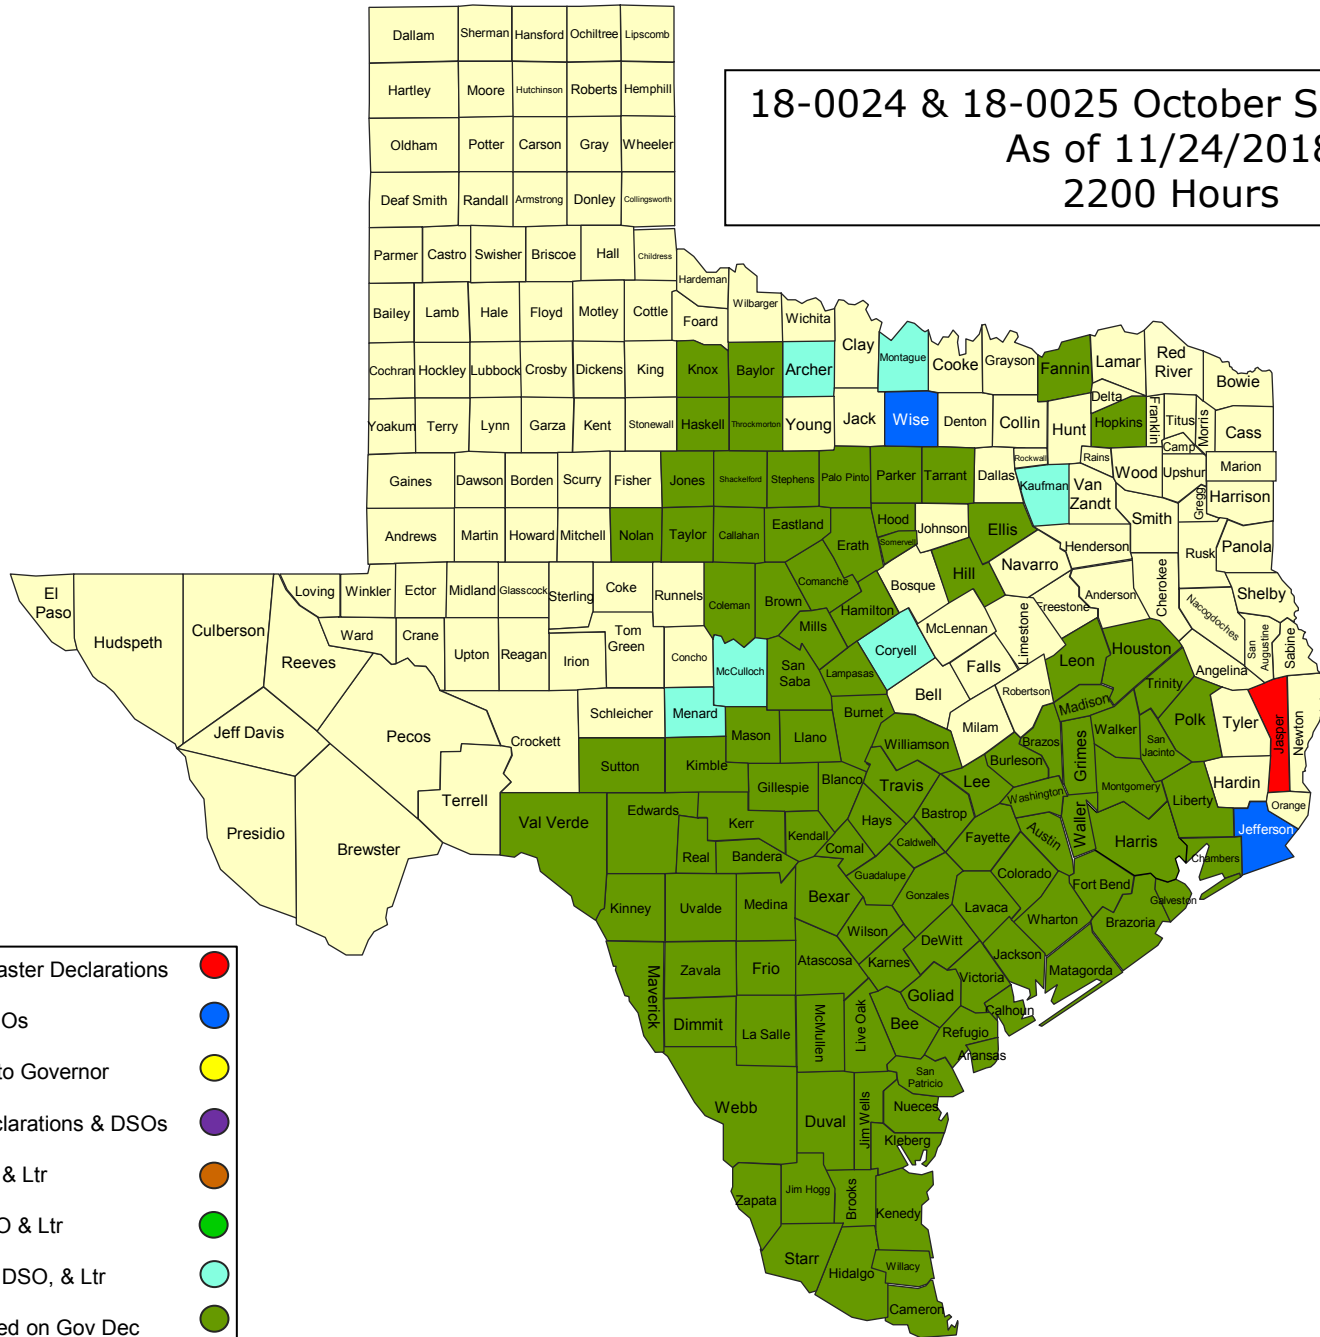 18-0024 & 18-0025 October S
As of 11/24/2018
2200 Hours
Dallam Sherman Hansford Ochiltree Lipscomb
Hartley Moore Hutchinson Roberts Hemphill
Oldham Potter Carson Gray Wheeler
Deaf Smith Randall Armstrong Donley Collingsworth
Parmer Castro Swisher Briscoe Hall Childress
Hardeman
Wilbarger
Bailey Lamb Hale Floyd Motley Cottle Foard Wichita
Clay Montague Cooke Grayson Fannin Lamar Red
River
Bowie
Cochran Hockley Lubbock Crosby Dickens King Knox Baylor Archer
Delta
Yoakum Terry Lynn Garza Kent Stonewall Haskell Throckmorton Young Jack Wise Denton Collin Hunt Hopkins Franklin Titus Morris Cass
Camp
Rockwall Rains
Gaines Dawson Borden Scurry Fisher Jones Shackelford Stephens Palo Pinto Parker Tarrant Dallas Kaufman Van
Zandt
Wood Upshur Marion
Gregg Harrison
Andrews Martin Howard Mitchell Nolan Taylor Callahan Eastland Erath Hood Somervell Johnson Ellis Henderson Smith Rusk Panola
El
Paso
Hudspeth Culberson Loving Winkler Ector Midland Glasscock Sterling Coke Runnels Coleman Brown Comanche Hamilton Bosque Hill Navarro Freestone Anderson Cherokee Nacogdoches Shelby
Reeves Ward Crane Upton Reagan Irion Tom
Green
Concho McCulloch San
Saba
Mills Lampasas Coryell McLennan Falls Limestone Leon Houston Angelina San
Augustine
Sabine
Jeff Davis Pecos Crockett Schleicher Menard Mason Llano Burnet Bell Milam Robertson Madison Trinity Polk Tyler Jasper Newton
Presidio Brewster Terrell Sutton Kimble Gillespie Blanco Williamson Travis Lee Burleson Brazos Grimes Walker San
Jacinto
Hardin Orange
Val Verde Edwards Kerr Real Bandera Kendall Comal Hays Caldwell Bastrop Fayette Washington Austin Waller Montgomery Harris Liberty Jefferson Chambers
Kinney Uvalde Medina Bexar Guadalupe Gonzales Lavaca Colorado Wharton Fort Bend Brazoria Galveston
Maverick Zavala Frio Atascosa Wilson Karnes DeWitt Jackson Matagorda
Dimmit La Salle McMullen Live Oak Bee Goliad Victoria Calhoun Refugio Aransas
San
Patricio
Webb Duval Jim Wells Nueces
Kleberg
Zapata Jim Hogg Brooks Kenedy
Starr Hidalgo Willacy
Cameron
aster Declarations
Os
to Governor
clarations & DSOs
& Ltr
O & Ltr
DSO, & Ltr
ed on Gov Dec